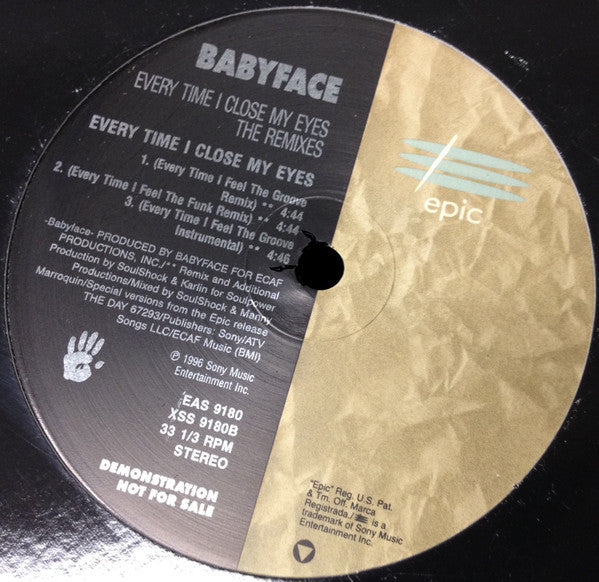 BABYFACE
EVERY TIME I CLOSE MY EYES
THE REMIXES
EVERY TIME I CLOSE MY EYES
1. (Every Time I Feel The Groove
Remix) ** 4:44
2. (Every Time I Feel The Funk Remix) ** 4:44
3. (Every Time I Feel The Groove
Instrumental) ** 4:46
-Babyface- PRODUCED BY BABYFACE FOR ECAF
PRODUCTIONS, INC./** Remix and Additional
Production by SoulShock & Karlin for Soulpower
Productions/Mixed by SoulShock & Manny
Marroquin/Special versions from the Epic release
THE DAY 67293/Publishers: Sony/ATV
Songs LLC/ECAF Music (BMI)
℗ 1996 Sony Music
Entertainment Inc.
EAS 9180
XSS 9180B
33 1/3 RPM
STEREO
DEMONSTRATION
NOT FOR SALE
epic
"Epic" Reg. U.S. Pat.
& Tm. Off. Marca
Registrada./ is a
trademark of Sony Music
Entertainment Inc.